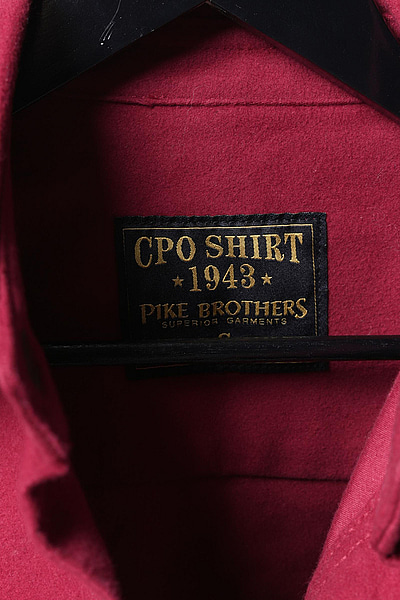 CPO SHIRT
★1943★
PIKE BROTHERS
SUPERIOR GARMENTS